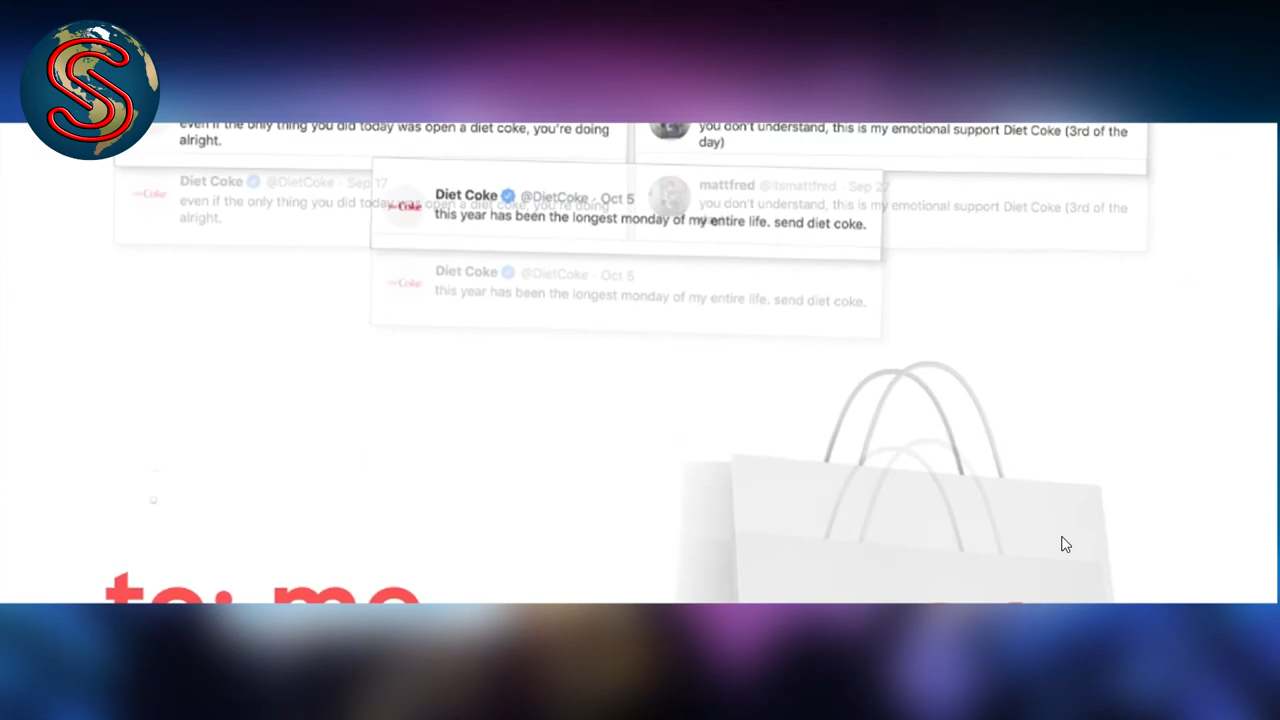 S
even if the only thing you did today was open a diet coke, you're doing
alright.
you don't understand, this is my emotional support Diet Coke (3rd of the
day)
Diet Coke @DietCoke · Sep 17
even if the only thing you did today was open a diet coke, you're doing
alright.
mattfred @itsmattfred · Sep 27
you don't understand, this is my emotional support Diet Coke (3rd of the
Coke
Diet Coke @DietCoke · Oct 5
this year has been the longest monday of my entire life. send diet coke.
Coke
Diet Coke @DietCoke · Oct 5
this year has been the longest monday of my entire life. send diet coke.
Coke
to: me